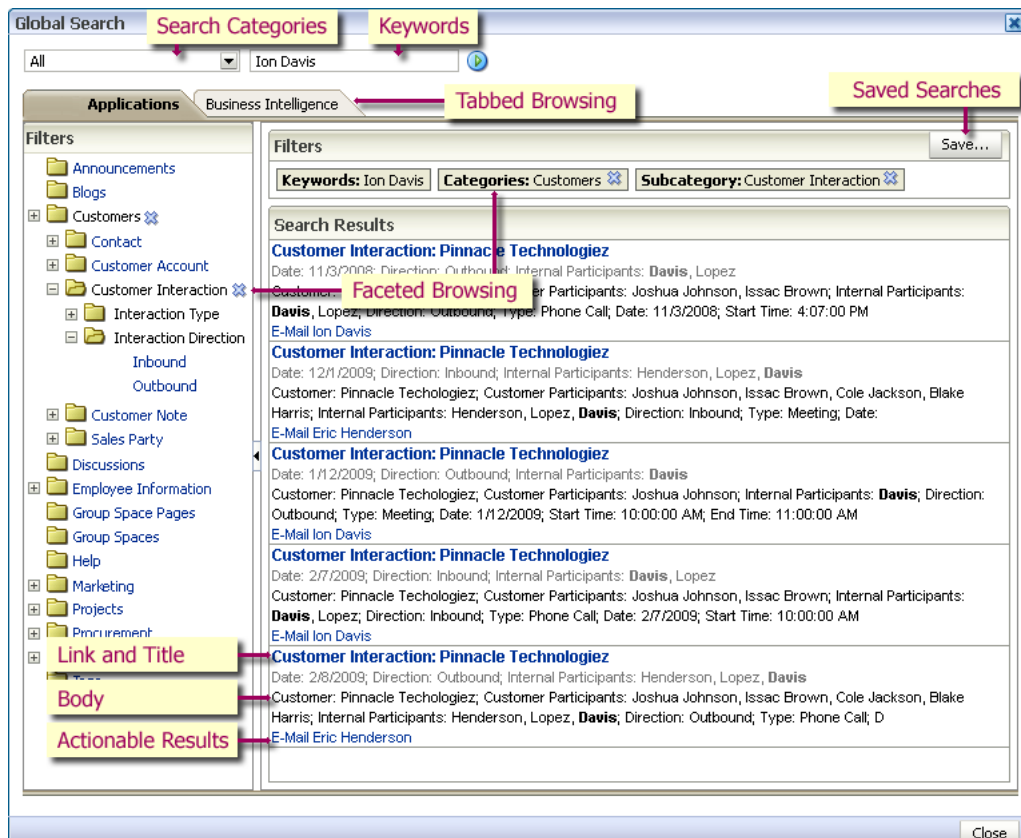 Global Search
Search Categories
Keywords
All
Ion Davis
Applications
Business Intelligence
Tabbed Browsing
Saved Searches
Filters
Announcements
Blogs
Customers
Contact
Customer Account
Customer Interaction
Interaction Type
Interaction Direction
Inbound
Outbound
Customer Note
Sales Party
Discussions
Employee Information
Group Space Pages
Group Spaces
Help
Marketing
Projects
Procurement
Link and Title
Body
Actionable Results
Filters
Save...
Keywords: Ion Davis Categories: Customers Subcategory: Customer Interaction
Search Results
Customer Interaction: Pinnacle Technologiez
Date: 11/3/2008; Direction: Outbound; Internal Participants: Davis, Lopez
Faceted Browsing
Customer: Participants: Joshua Johnson, Issac Brown; Internal Participants:
Davis, Lopez; Direction: Outbound; Type: Phone Call; Date: 11/3/2008; Start Time: 4:07:00 PM
E-Mail Ion Davis
Customer Interaction: Pinnacle Technologiez
Date: 12/1/2009; Direction: Inbound; Internal Participants: Henderson, Lopez, Davis
Customer: Pinnacle Techologiez; Customer Participants: Joshua Johnson, Issac Brown, Cole Jackson, Blake
Harris; Internal Participants: Henderson, Lopez, Davis; Direction: Inbound; Type: Meeting; Date:
E-Mail Eric Henderson
Customer Interaction: Pinnacle Technologiez
Date: 1/12/2009; Direction: Outbound; Internal Participants: Davis
Customer: Pinnacle Techologiez; Customer Participants: Joshua Johnson; Internal Participants: Davis; Direction:
Outbound; Type: Meeting; Date: 1/12/2009; Start Time: 10:00:00 AM; End Time: 11:00:00 AM
E-Mail Ion Davis
Customer Interaction: Pinnacle Technologiez
Date: 2/7/2009; Direction: Inbound; Internal Participants: Davis, Lopez
Customer: Pinnacle Techologiez; Customer Participants: Joshua Johnson, Issac Brown; Internal Participants:
Davis, Lopez; Direction: Inbound; Type: Phone Call; Date: 2/7/2009; Start Time: 10:00:00 AM
E-Mail Ion Davis
Customer Interaction: Pinnacle Technologiez
Date: 2/8/2009; Direction: Outbound; Internal Participants: Henderson, Lopez, Davis
Customer: Pinnacle Techologiez; Customer Participants: Joshua Johnson, Issac Brown, Cole Jackson, Blake
Harris; Internal Participants: Henderson, Lopez, Davis; Direction: Outbound; Type: Phone Call; D
E-Mail Eric Henderson
Close